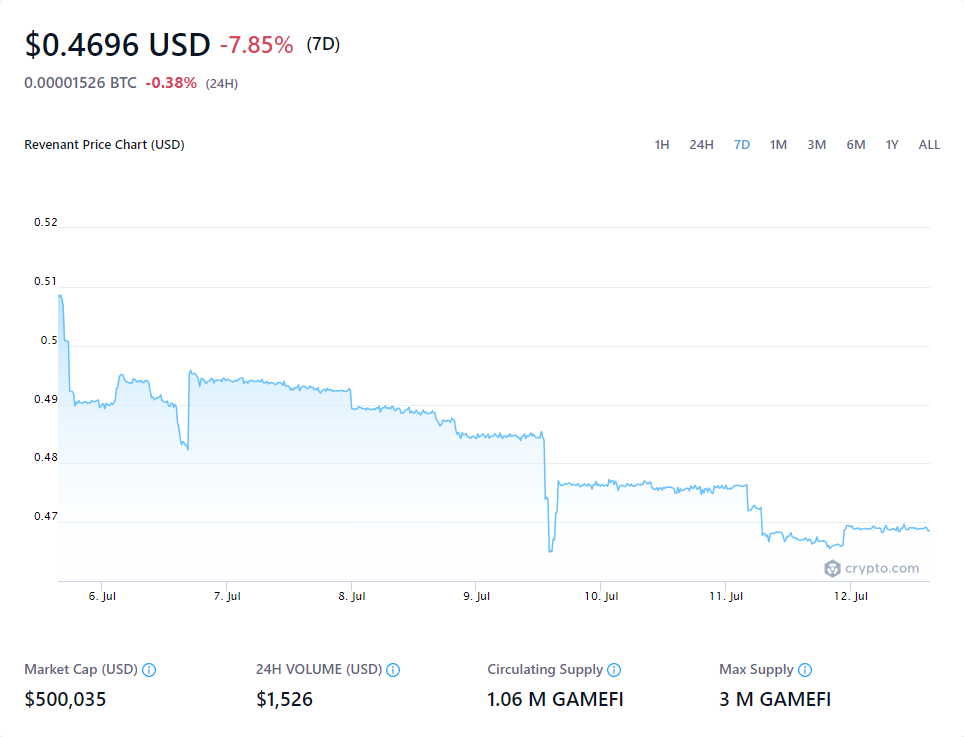 $0.4696 USD -7.85% (7D)
0.00001526 BTC -0.38% (24H)
Revenant Price Chart (USD) 1H 24H 7D 1M 3M 6M 1Y ALL
0.52
0.51
0.5
0.49
0.48
0.47
crypto.com
6. Jul 7. Jul 8. Jul 9. Jul 10. Jul 11. Jul 12. Jul
Market Cap (USD) 24H VOLUME (USD) Circulating Supply Max Supply
$500,035 $1,526 1.06 M GAMEFI 3 M GAMEFI